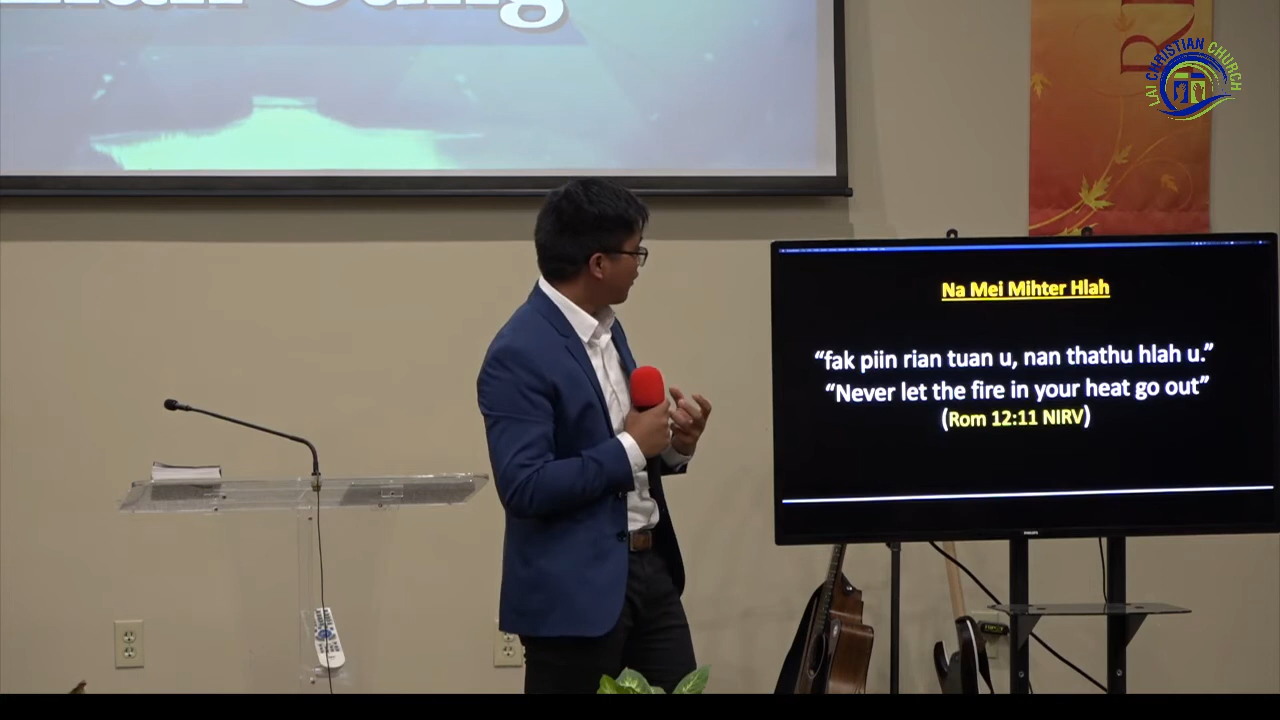 LAI CHRISTIAN CHURCH
Na Mei Mihter Hlah
“fak piin rian tuan u, nan thathu hlah u.”
“Never let the fire in your heat go out”
(Rom 12:11 NIRV)
PHILIPS